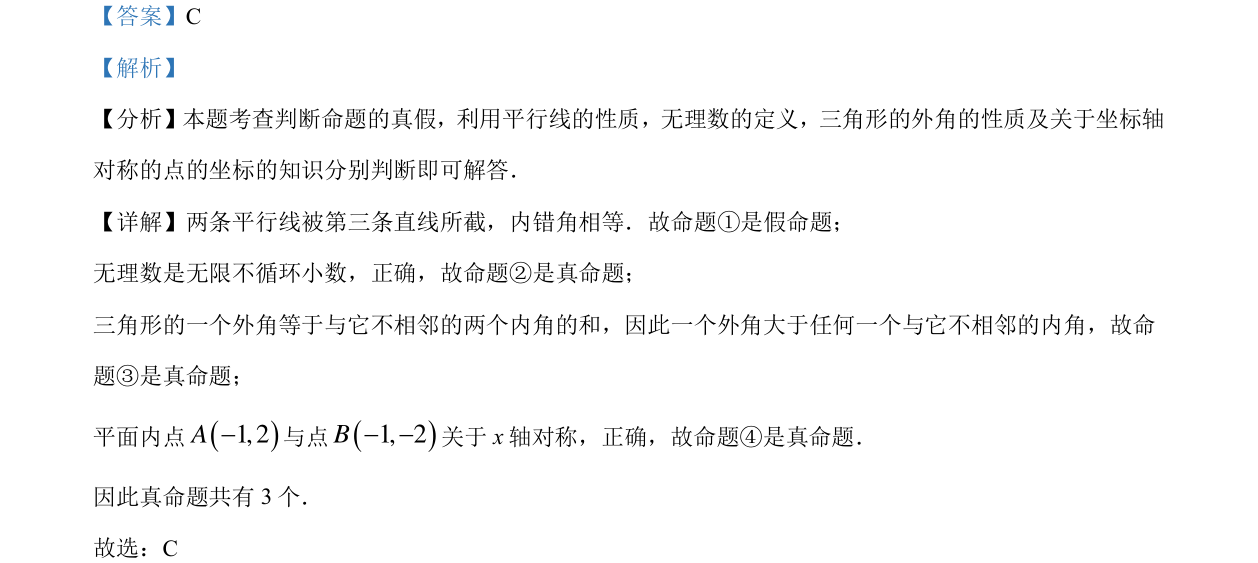 【答案】C
【解析】
【分析】本题考查判断命题的真假，利用平行线的性质，无理数的定义，三角形的外角的性质及关于坐标轴
对称的点的坐标的知识分别判断即可解答．
【详解】两条平行线被第三条直线所截，内错角相等．故命题①是假命题；
无理数是无限不循环小数，正确，故命题②是真命题；
三角形的一个外角等于与它不相邻的两个内角的和，因此一个外角大于任何一个与它不相邻的内角，故命
题③是真命题；
平面内点 A(−1,2) 与点 B(−1,−2) 关于 x 轴对称，正确，故命题④是真命题．
因此真命题共有 3 个．
故选：C